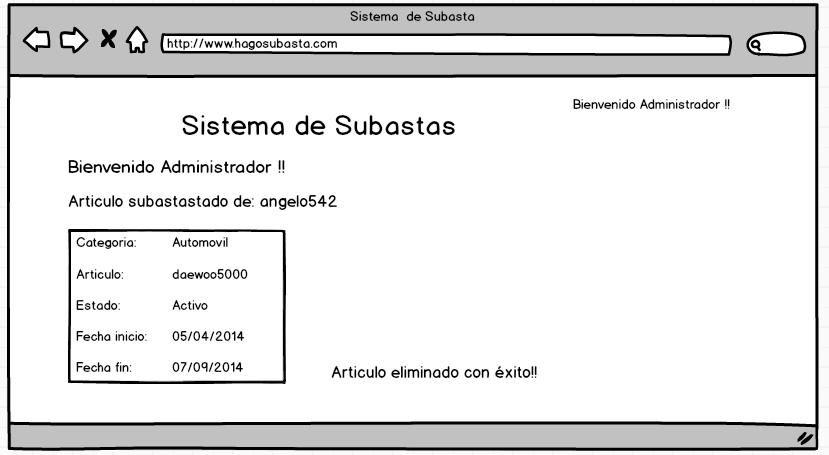 Sistema de Subasta
http://www.hagosubasta.com
Bienvenido Administrador !!
Sistema de Subastas
Bienvenido Administrador !!
Articulo subastastado de: angelo542
Categoria: Automovil
Articulo: daewoo5000
Estado: Activo
Fecha inicio: 05/04/2014
Fecha fin: 07/09/2014
Articulo eliminado con éxito!!